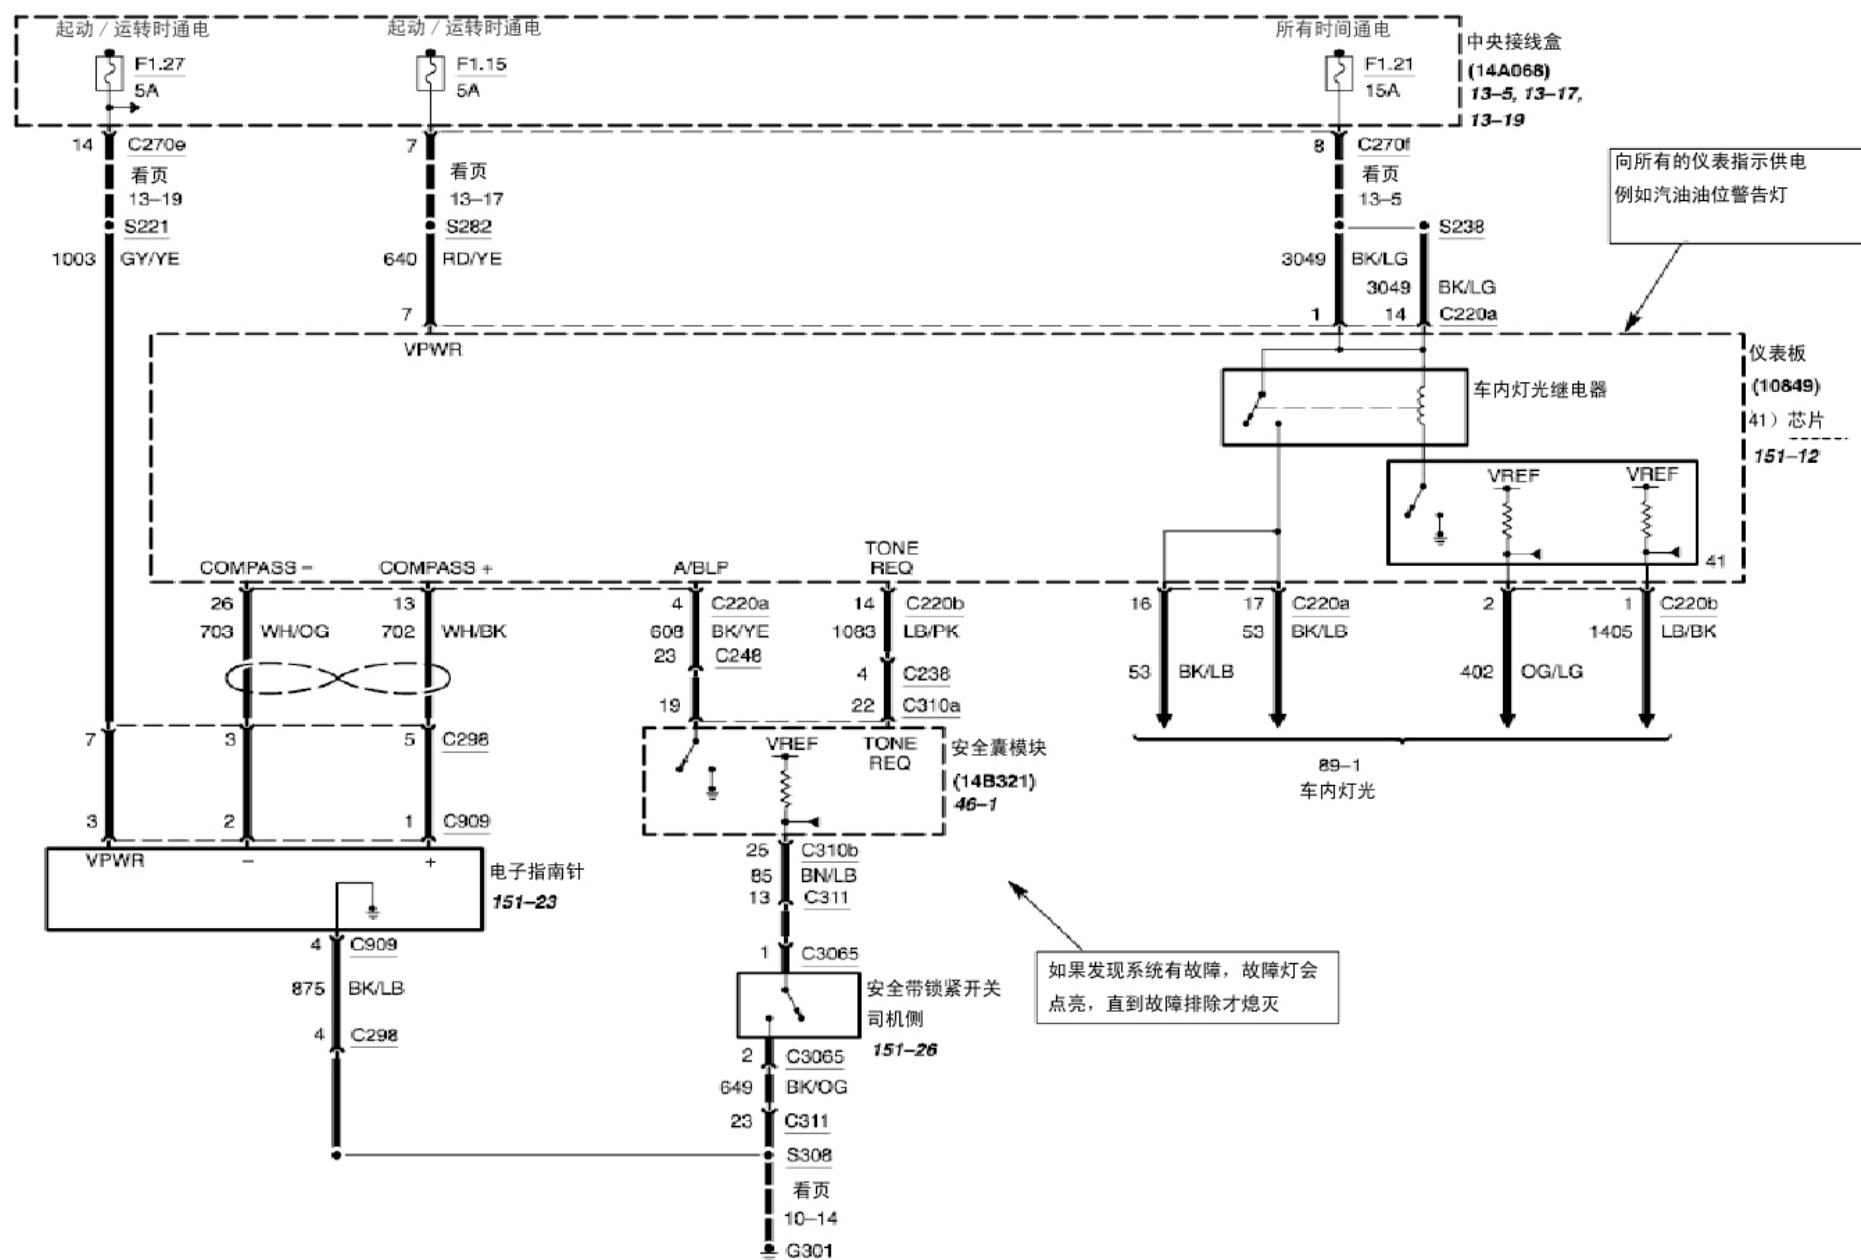 起动／运转时通电
起动／运转时通电
所有时间通电
F1.27
5A
F1.15
5A
F1.21
15A
中央接线盒
(14A068)
13–5, 13–17,
13–19
14 C270e
7
8 C270f
看页
13–19
看页
13–17
看页
13–5
S221
S282
S238
1003 GY/YE
640 RD/YE
3049 BK/LG
3049 BK/LG
7
1
14 C220a
向所有的仪表指示供电
例如汽油油位警告灯
VPWR
仪表板
(10849)
41）芯片
151–12
车内灯光继电器
VREF
VREF
41
COMPASS –
COMPASS +
A/BLP
TONE
REQ
26
13
4 C220a
14 C220b
16
17 C220a
2
1 C220b
703 WH/OG
702 WH/BK
608 BK/YE
1083 LB/PK
53 BK/LB
1405 LB/BK
23 C248
4 C238
53 BK/LB
402 OG/LG
19
22 C310a
7
3
5 C298
VREF
TONE
REQ
安全囊模块
(14B321)
46–1
89–1
车内灯光
3
2
1 C909
VPWR
–
+
电子指南针
151–23
25 C310b
85 BN/LB
13 C311
4 C909
1 C3065
875 BK/LB
安全带锁紧开关
司机侧
151–26
如果发现系统有故障，故障灯会
点亮，直到故障排除才熄灭
4 C298
2 C3065
649 BK/OG
23 C311
S308
看页
10–14
G301